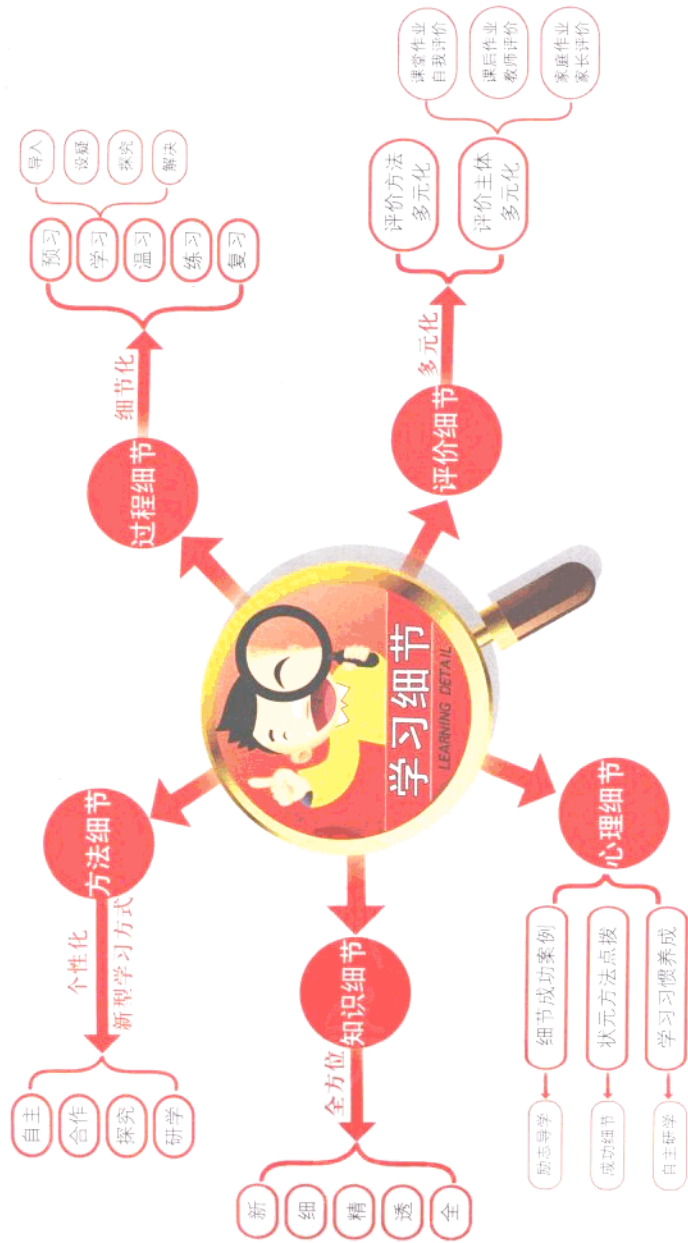 学习细节
LEARNING DETAIL
方法细节
个性化
新型学习方式
自主
合作
探究
研学
过程细节
细节化
预习
学习
温习
练习
复习
导入
设疑
探究
解决
知识细节
全方位
新
细
精
透
全
评价细节
多元化
评价方法
多元化
评价主体
多元化
课堂作业
自我评价
课后作业
教师评价
家庭作业
家长评价
心理细节
细节成功案例
状元方法点拨
学习习惯养成
励志导学
成功细节
自主研学